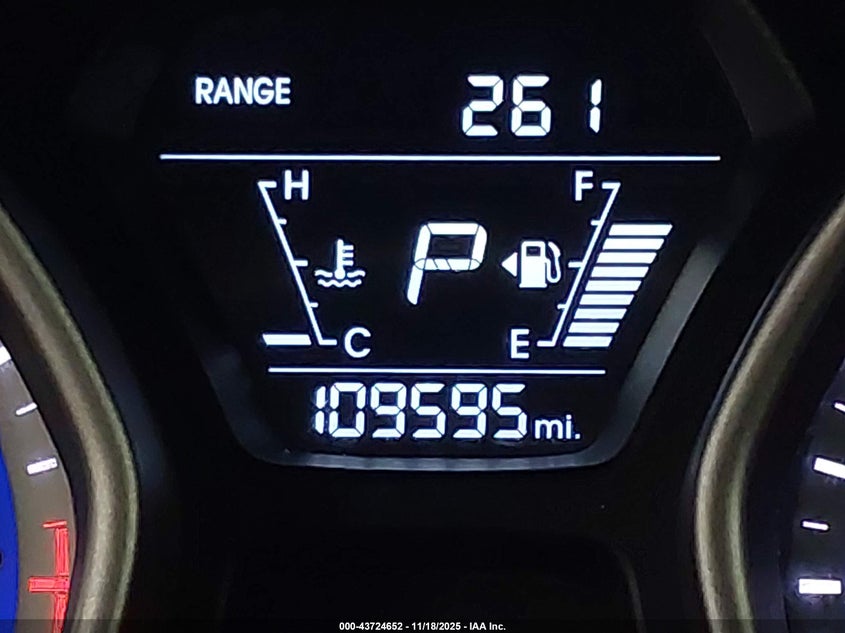 RANGE 261
H F
P
C E
109595 mi.
000-43724652 - 11/18/2025 - IAA Inc.